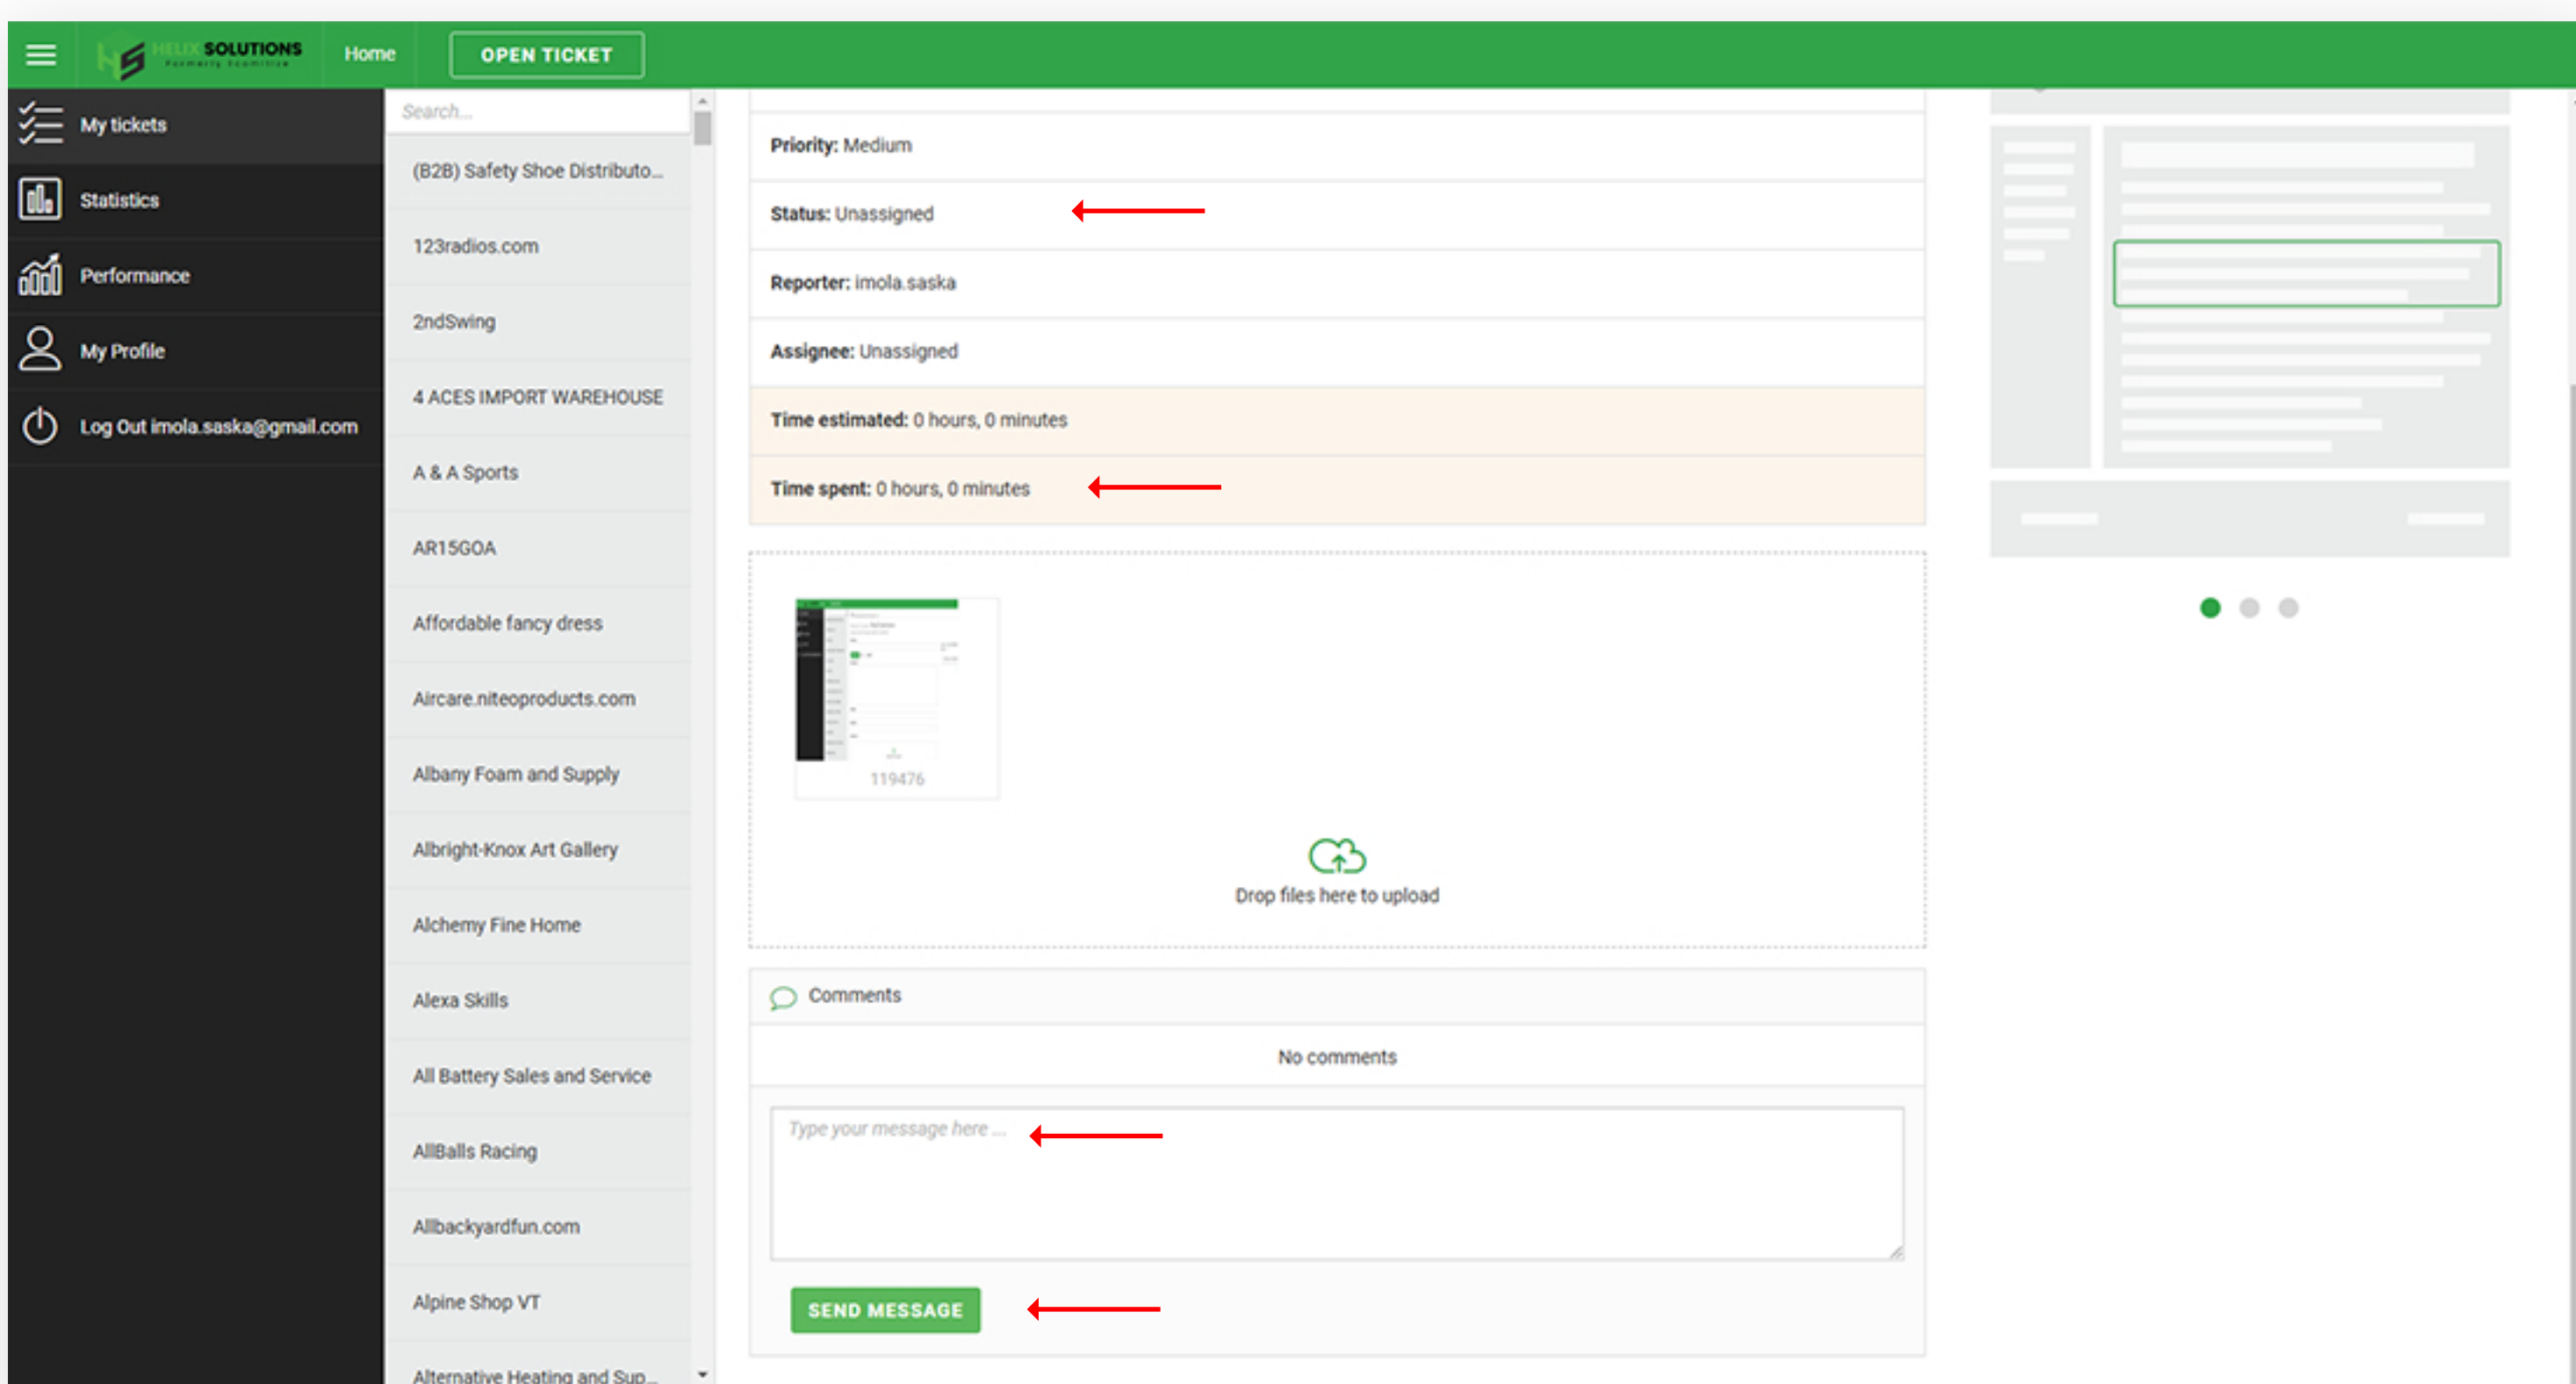 HELIX SOLUTIONS
Formerly Ecomitize
Home
OPEN TICKET
My tickets
Statistics
Performance
My Profile
Log Out imola.saska@gmail.com
Search...
(B2B) Safety Shoe Distributo...
123radios.com
2ndSwing
4 ACES IMPORT WAREHOUSE
A & A Sports
AR15GOA
Affordable fancy dress
Aircare.niteoproducts.com
Albany Foam and Supply
Albright-Knox Art Gallery
Alchemy Fine Home
Alexa Skills
All Battery Sales and Service
AllBalls Racing
Allbackyardfun.com
Alpine Shop VT
Alternative Heating and Sup...
Priority: Medium
Status: Unassigned
Reporter: imola.saska
Assignee: Unassigned
Time estimated: 0 hours, 0 minutes
Time spent: 0 hours, 0 minutes
119476
Drop files here to upload
Comments
No comments
Type your message here ...
SEND MESSAGE